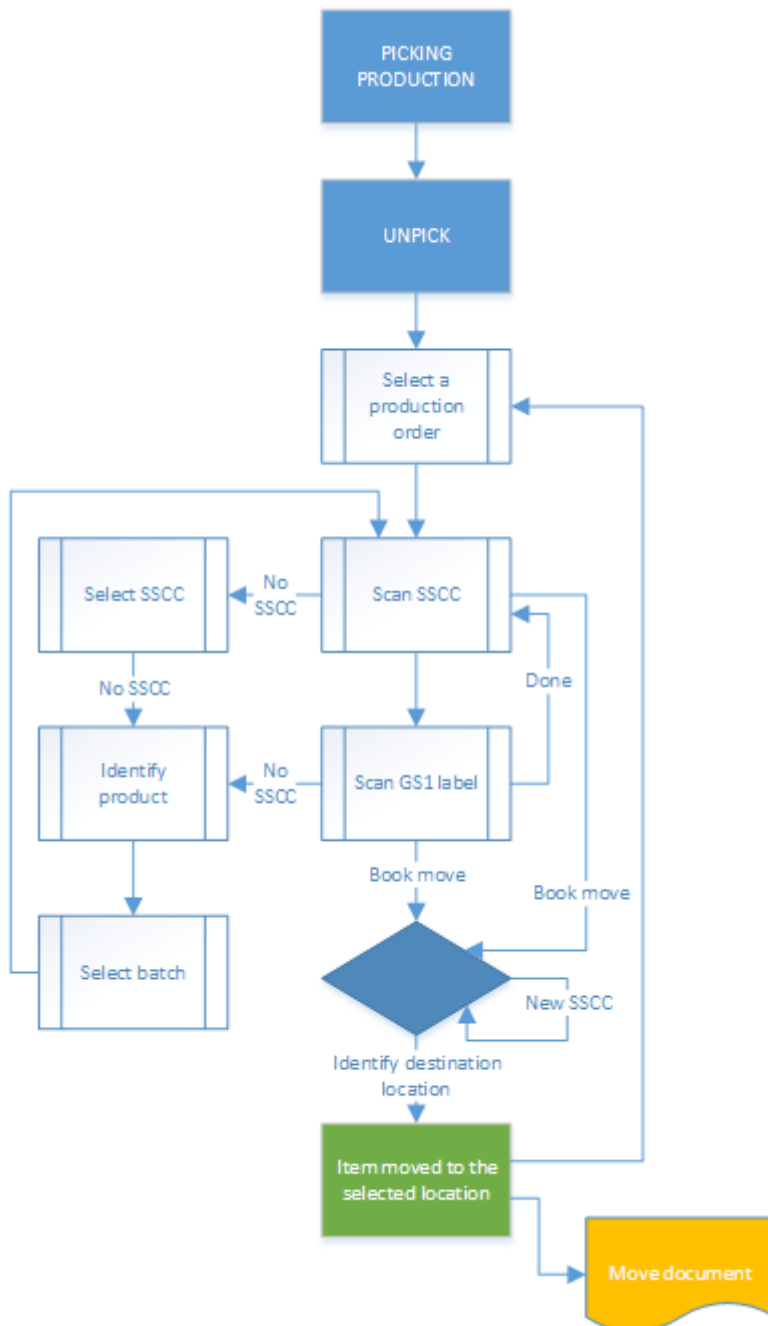 PICKING
PRODUCTION
UNPICK
Select a
production
order
Select SSCC
No
SSCC
Scan SSCC
No SSCC
Done
Identify
product
No
SSCC
Scan GS1 label
Book move
Book move
Select batch
New SSCC
Identify destination
location
Item moved to the
selected location
Move document